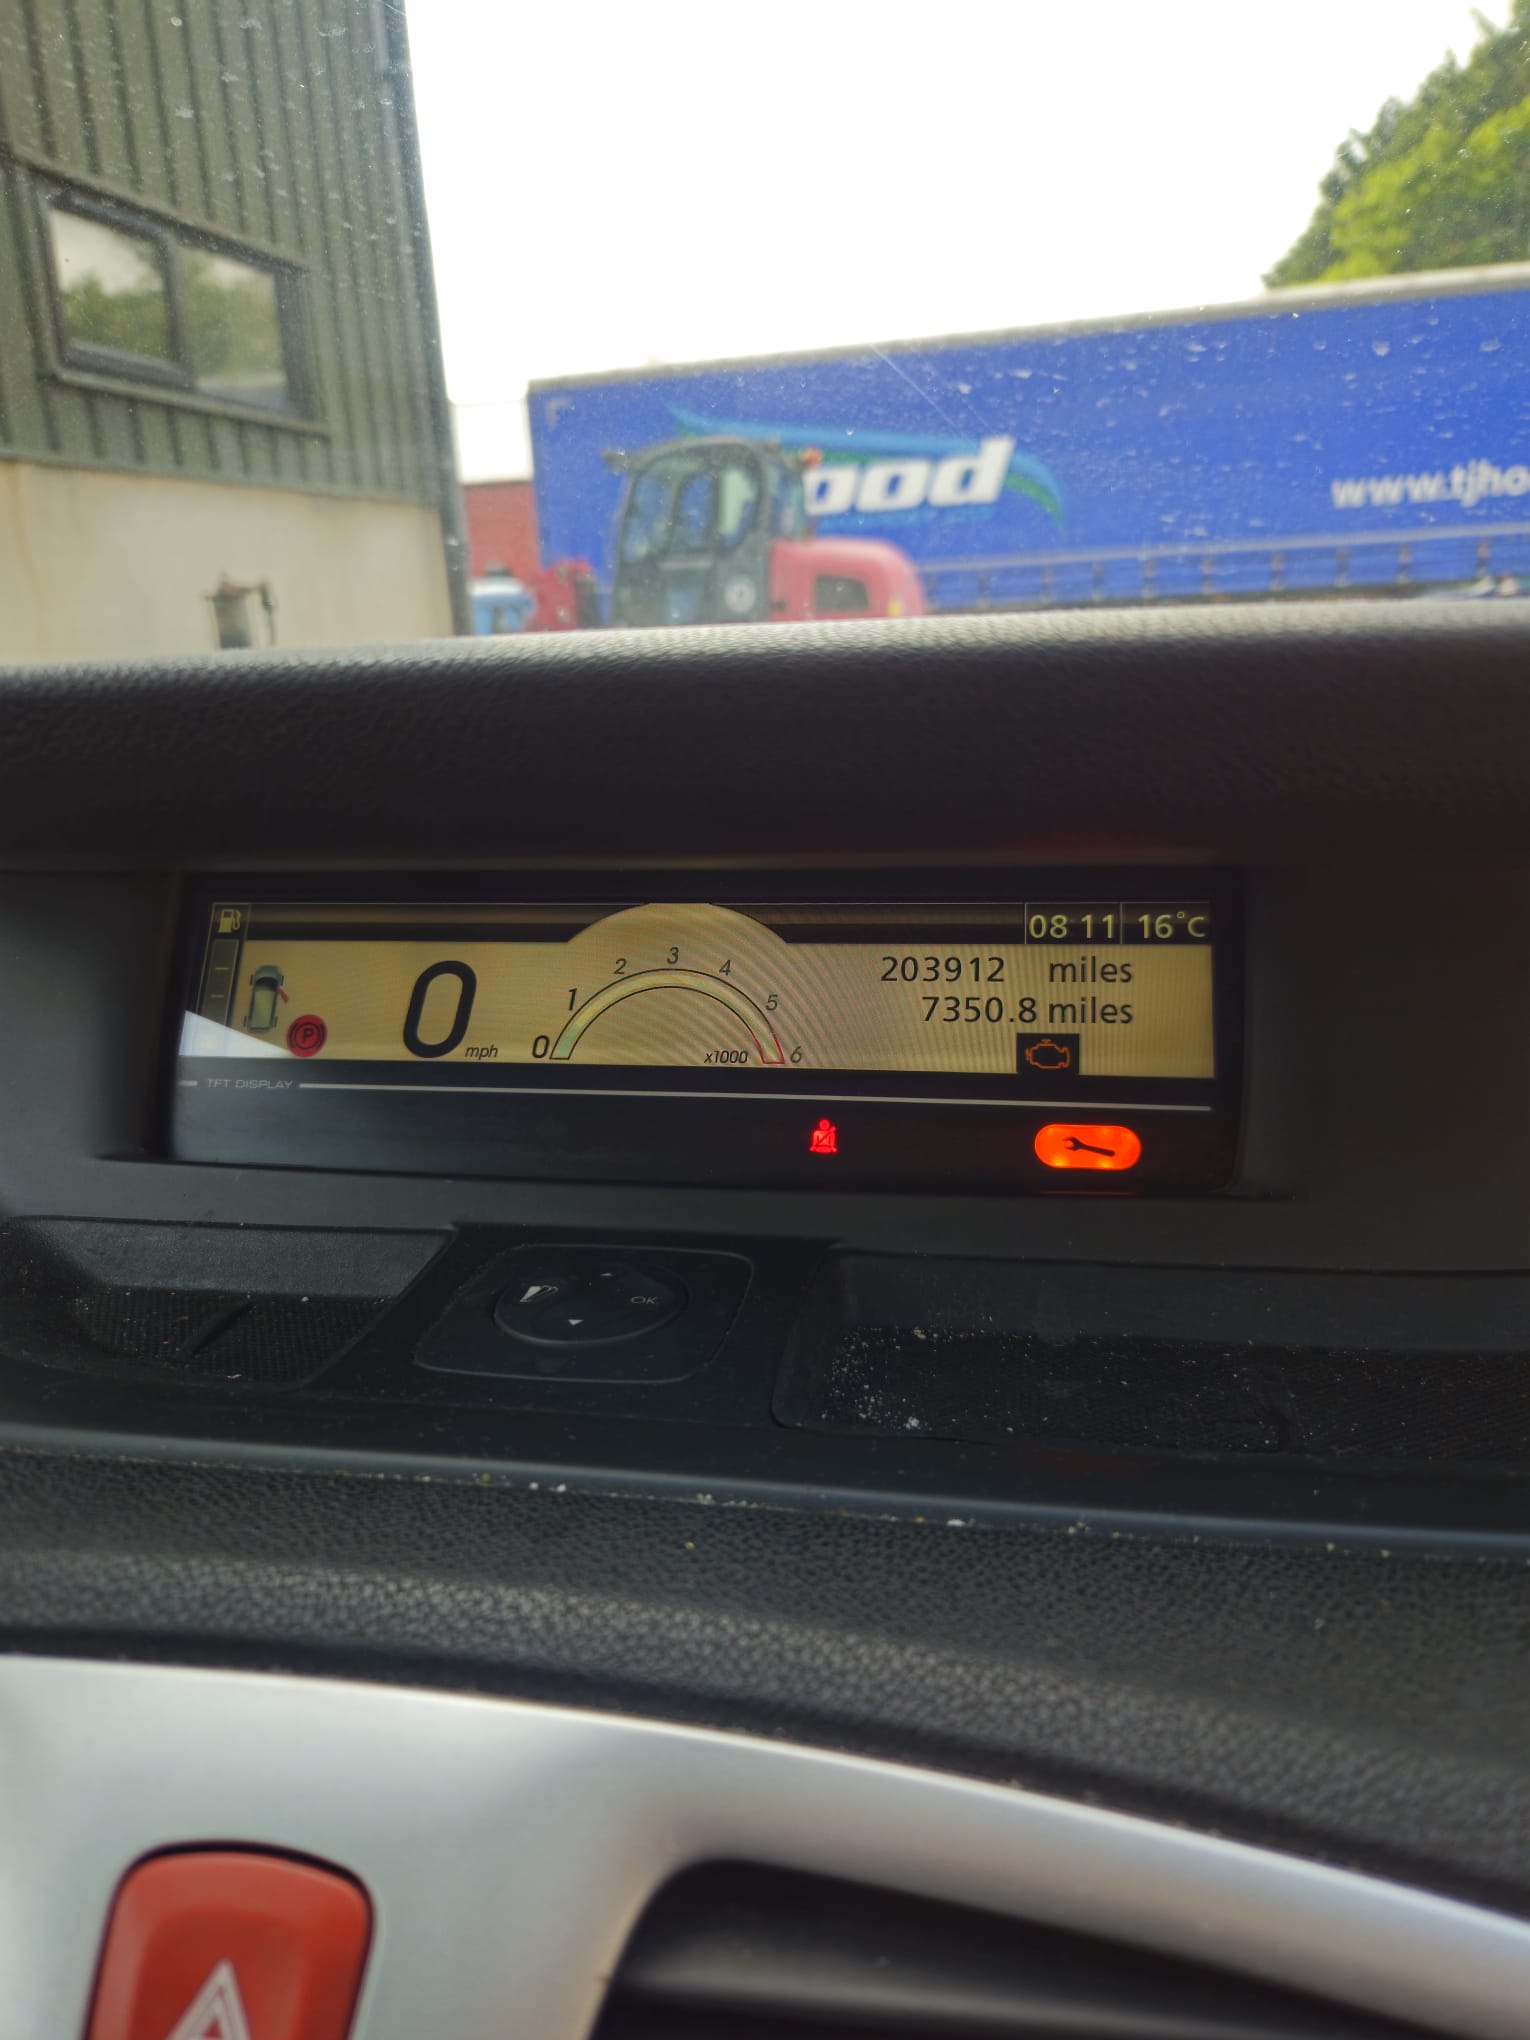 ood
www.tjho
08 11 16°C
203912 miles
7350.8 miles
0 mph
0 1 2 3 4 5 6
x1000
P
TFT DISPLAY
OK